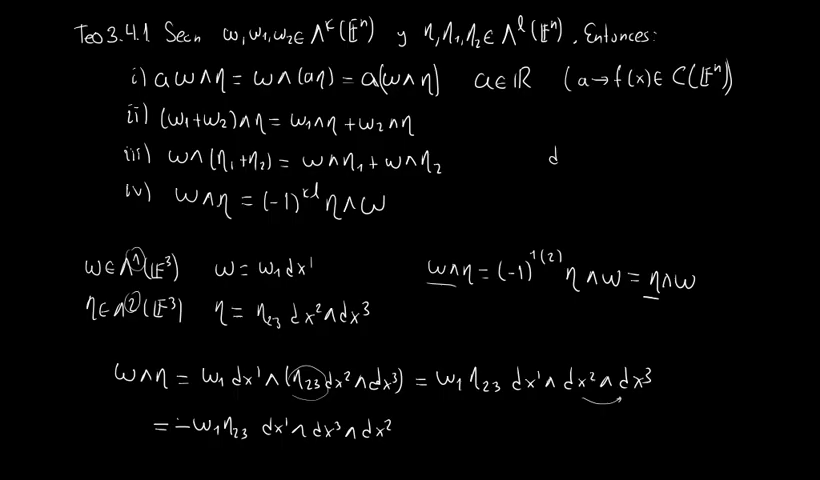 Teo 3.4.1 Sean ω, ω₁, ω₂ ∈ Λᵏ(𝔼ⁿ) y η, η₁, η₂ ∈ Λˡ(𝔼ⁿ). Entonces:
i) aω∧η = ω∧(aη) = a(ω∧η) a∈ℝ (a→f(x)∈C(𝔼ⁿ))
ii) (ω₁+ω₂)∧η = ω₁∧η + ω₂∧η
iii) ω∧(η₁+η₂) = ω∧η₁ + ω∧η₂ d
iv) ω∧η = (-1)ᵏˡ η∧ω
ω∈Λ¹(𝔼³) ω = ω₁dx¹ ω∧η = (-1)¹⁽²⁾ η∧ω = η∧ω
η∈Λ²(𝔼³) η = η₂₃ dx²∧dx³
ω∧η = ω₁dx¹∧(η₂₃dx²∧dx³) = ω₁η₂₃ dx¹∧dx²∧dx³
= -ω₁η₂₃ dx¹∧dx³∧dx²